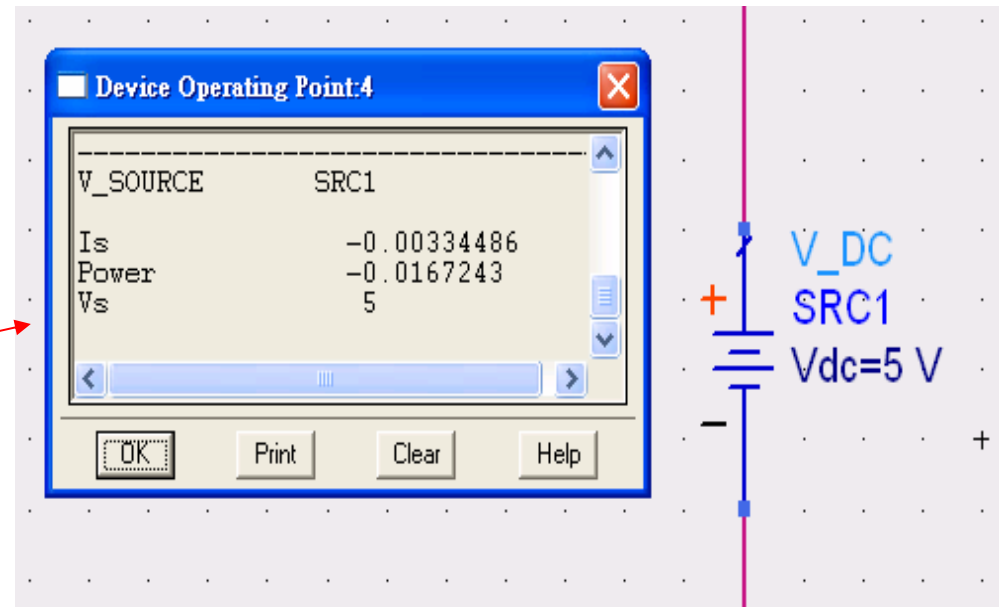 Device Operating Point:4
V_SOURCE SRC1
Is -0.00334486
Power -0.0167243
Vs 5
OK Print Clear Help
V_DC
+ SRC1
Vdc=5 V
-
+